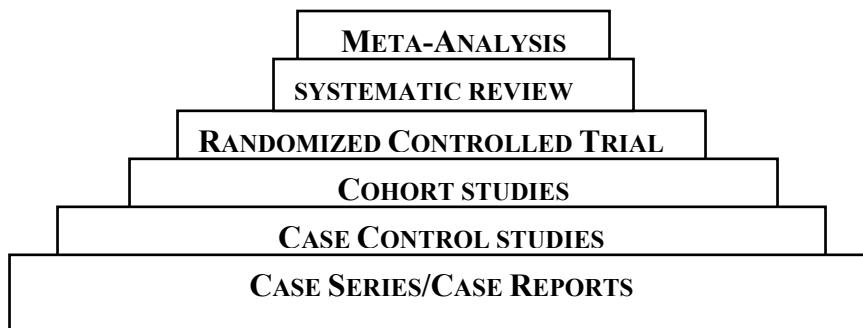 META-ANALYSIS
SYSTEMATIC REVIEW
RANDOMIZED CONTROLLED TRIAL
COHORT STUDIES
CASE CONTROL STUDIES
CASE SERIES/CASE REPORTS